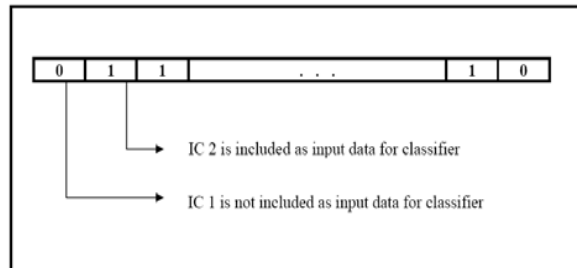 0 1 1 . . . 1 0
IC 2 is included as input data for classifier
IC 1 is not included as input data for classifier